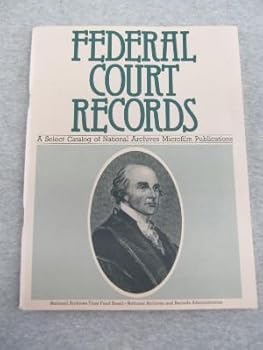 FEDERAL
COURT
RECORDS
A Select Catalog of National Archives Microfilm Publications
National Archives Trust Fund Board • National Archives and Records Administration